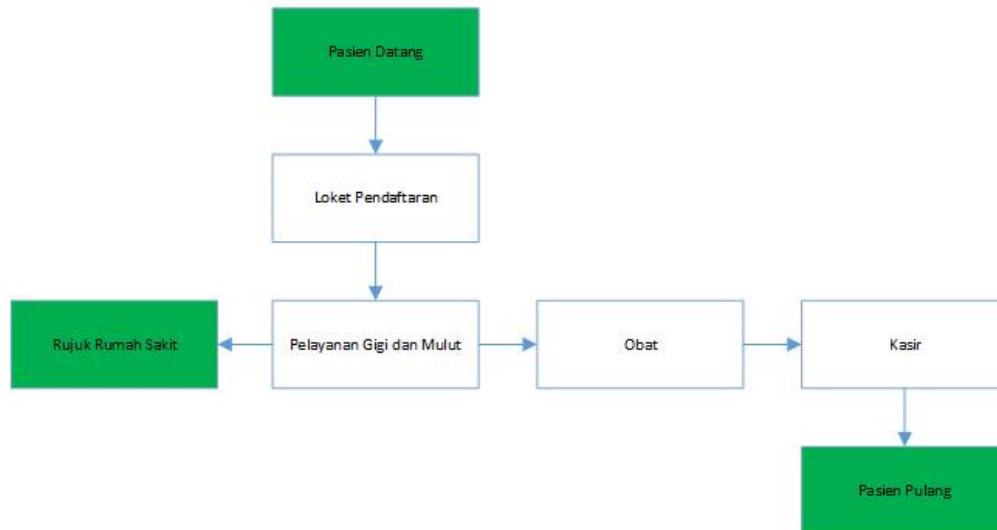 Pasien Datang
Loket Pendaftaran
Rujuk Rumah Sakit
Pelayanan Gigi dan Mulut
Obat
Kasir
Pasien Pulang